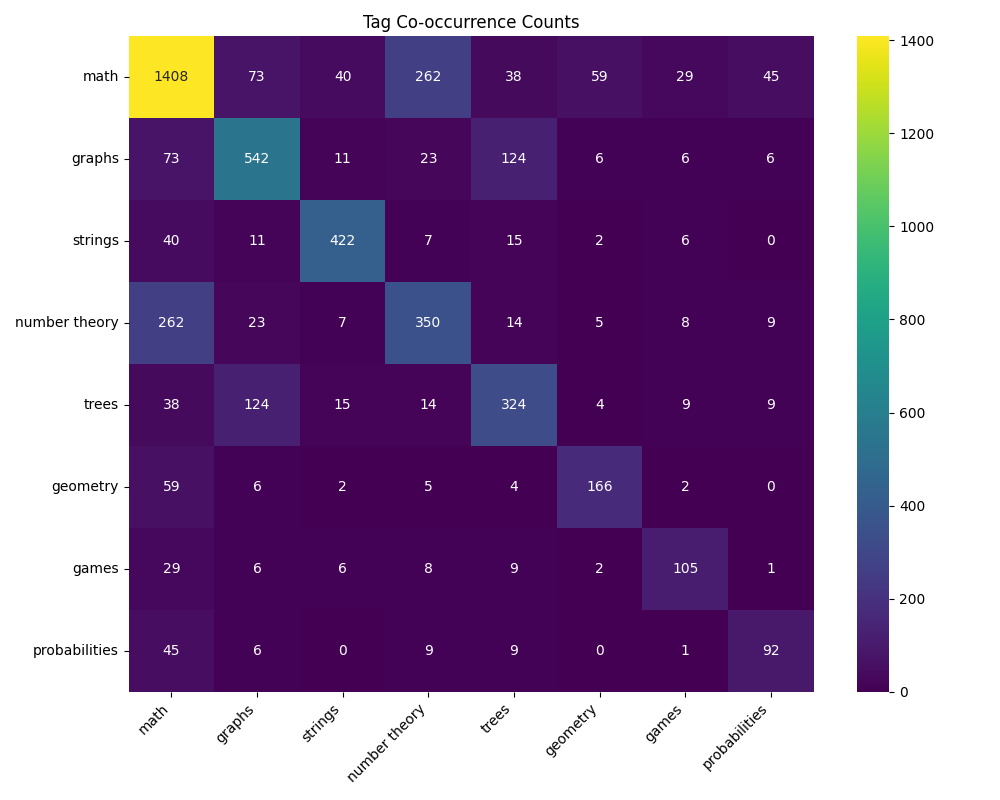 Tag Co-occurrence Counts
math 1408 73 40 262 38 59 29 45
graphs 73 542 11 23 124 6 6 6
strings 40 11 422 7 15 2 6 0
number theory 262 23 7 350 14 5 8 9
trees 38 124 15 14 324 4 9 9
geometry 59 6 2 5 4 166 2 0
games 29 6 6 8 9 2 105 1
probabilities 45 6 0 9 9 0 1 92
math graphs strings number theory trees geometry games probabilities
1400
1200
1000
800
600
400
200
0